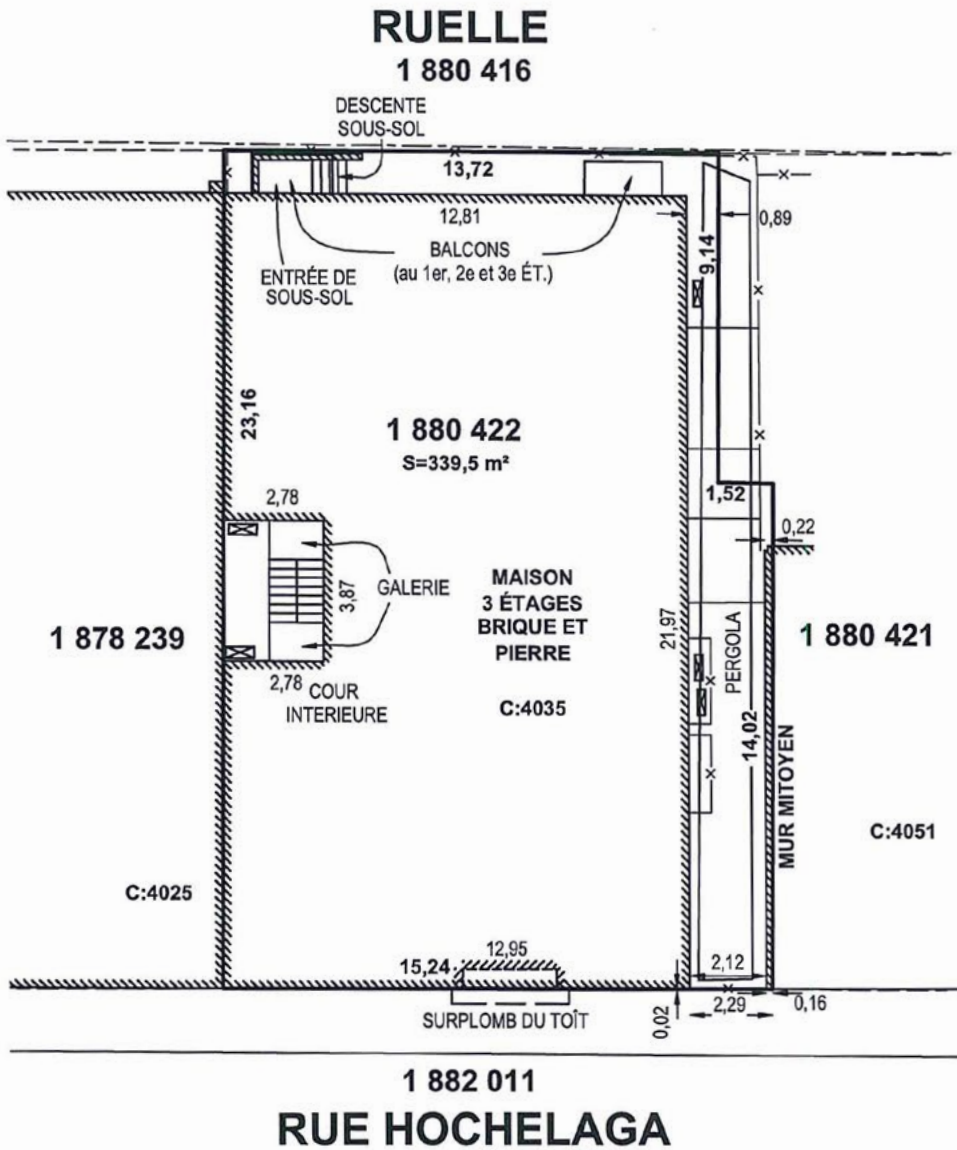 RUELLE
1 880 416
DESCENTE
SOUS-SOL
13,72
12,81
0,89
BALCONS
(au 1er, 2e et 3e ÉT.)
ENTRÉE DE
SOUS-SOL
9,14
23,16
1 880 422
S=339,5 m²
1,52
2,78
0,22
GALERIE
3,87
MAISON
3 ÉTAGES
BRIQUE ET
PIERRE
21,97
PERGOLA
1 878 239
1 880 421
2,78
COUR
INTERIEURE
C:4035
14,02
MUR MITOYEN
C:4051
C:4025
12,95
15,24
2,12
SURPLOMB DU TOÎT
0,02
2,29
0,16
1 882 011
RUE HOCHELAGA